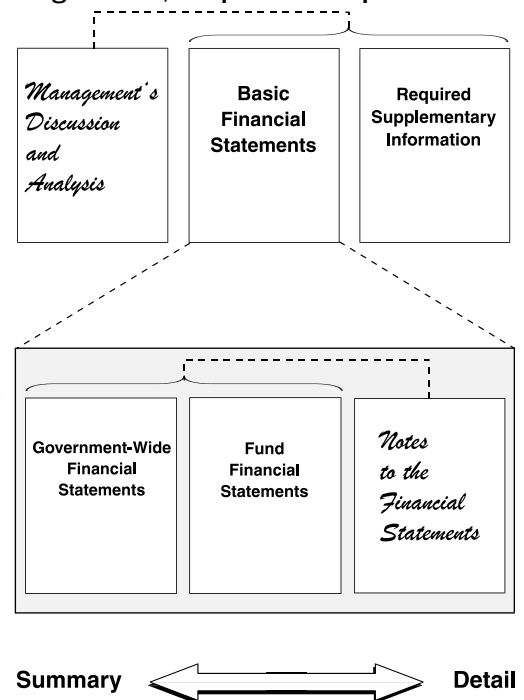 Management's
Discussion
and
Analysis
Basic
Financial
Statements
Required
Supplementary
Information
Government-Wide
Financial
Statements
Fund
Financial
Statements
Notes
to the
Financial
Statements
Summary
Detail